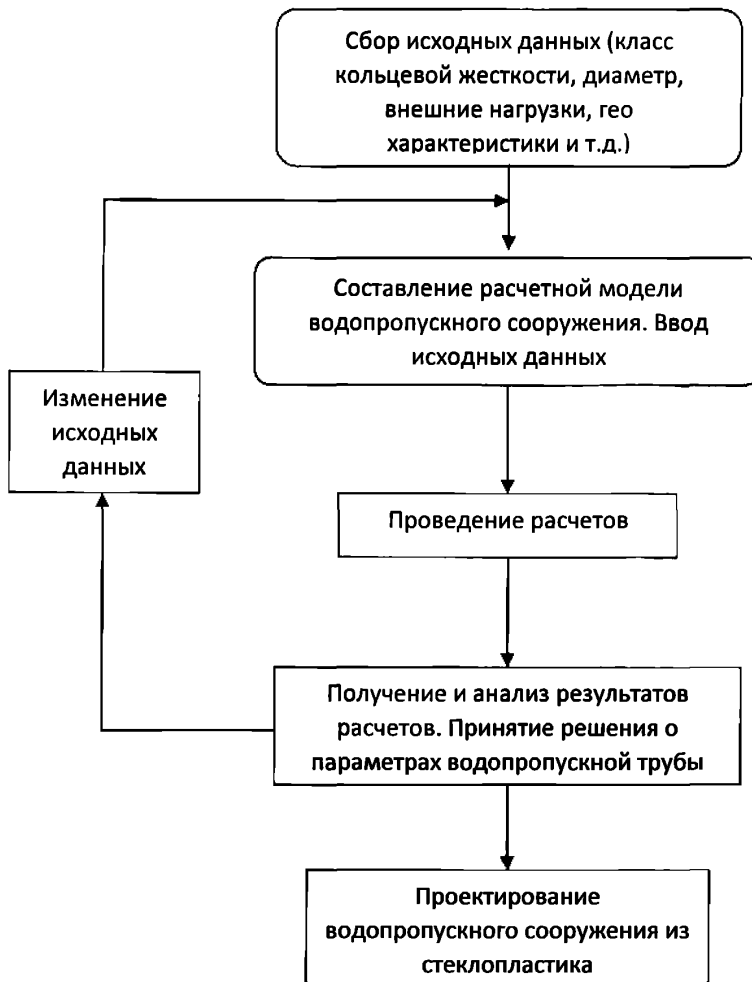 Сбор исходных данных (класс
кольцевой жесткости, диаметр,
внешние нагрузки, гео
характеристики и т.д.)
Составление расчетной модели
водопропускного сооружения. Ввод
исходных данных
Изменение
исходных
данных
Проведение расчетов
Получение и анализ результатов
расчетов. Принятие решения о
параметрах водопропускной трубы
Проектирование
водопропускного сооружения из
стеклопластика